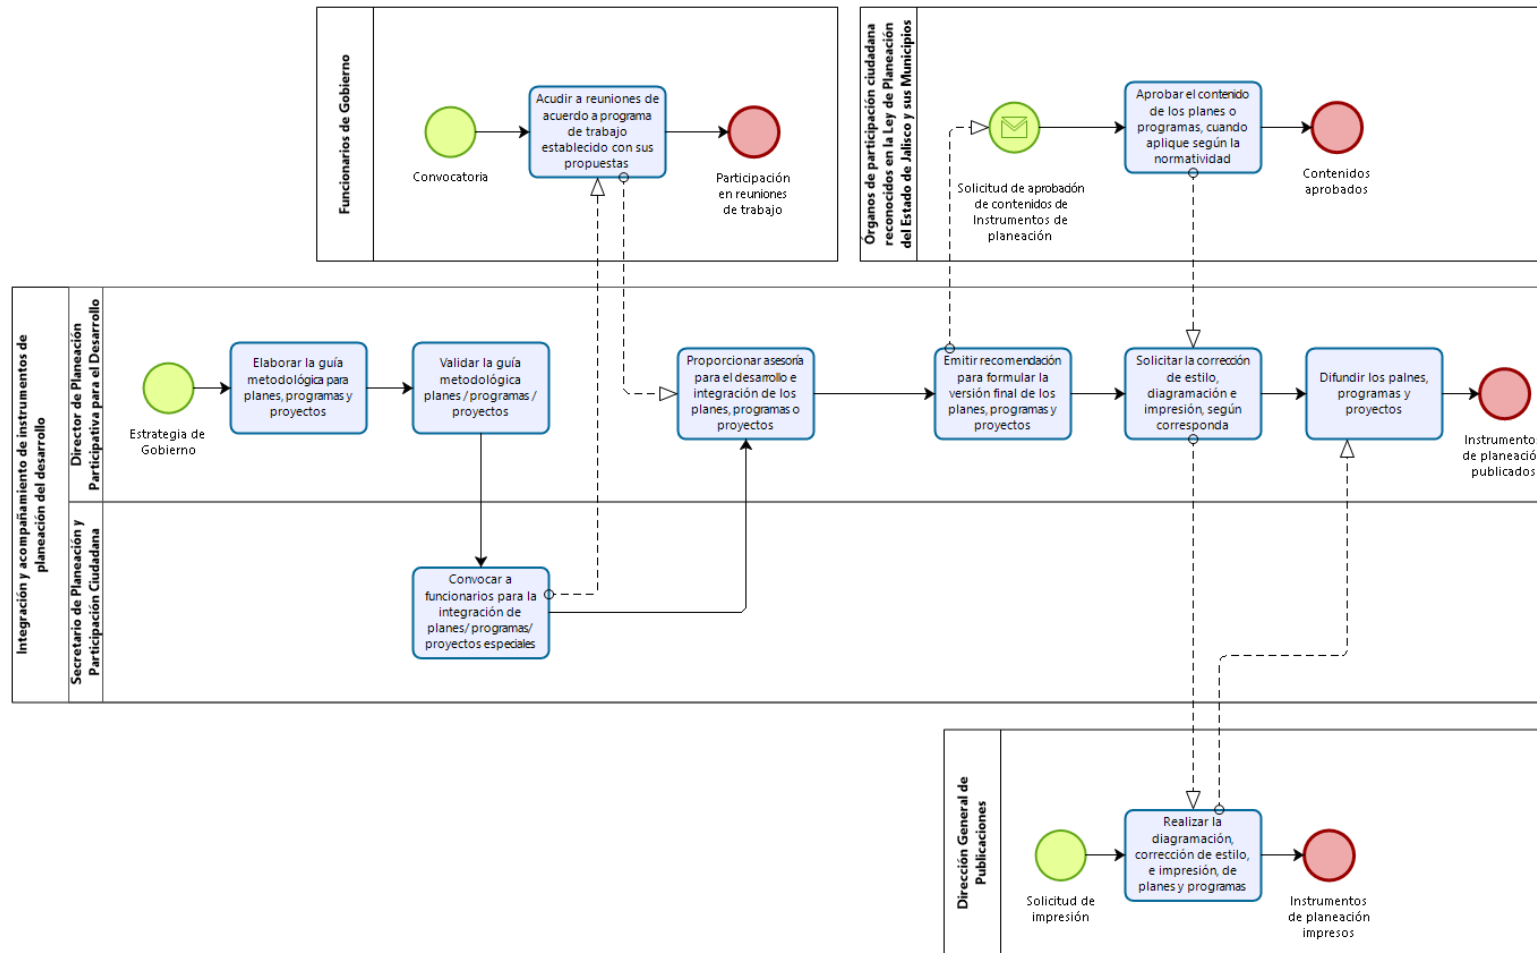 Funcionarios de Gobierno
Convocatoria
Acudir a reuniones de
acuerdo a programa
de trabajo
establecido con sus
propuestas
Participación
en reuniones
de trabajo
Órganos de participación ciudadana
reconocidos en la Ley de Planeación
del Estado de Jalisco y sus Municipios
Solicitud de aprobación
de contenidos de
Instrumentos de
planeación
Aprobar el contenido
de los planes o
programas, cuando
aplique según la
normatividad
Contenidos
aprobados
Integración y acompañamiento de instrumentos de
planeación del desarrollo
Director de Planeación
Participativa para el Desarrollo
Estrategia de
Gobierno
Elaborar la guía
metodológica para
planes, programas y
proyectos
Validar la guía
metodológica
planes / programas /
proyectos
Proporcionar asesoría
para el desarrollo e
integración de los
planes, programas o
proyectos
Emitir recomendación
para formular la
versión final de los
planes, programas y
proyectos
Solicitar la corrección
de estilo,
diagramación e
impresión, según
corresponda
Difundir los palnes,
programas y
proyectos
Instrumentos
de planeació
publicados
Secretario de Planeación y
Participación Ciudadana
Convocar a
funcionarios para la
integración de
planes/ programas/
proyectos especiales
Dirección General de
Publicaciones
Solicitud de
impresión
Realizar la
diagramación,
corrección de estilo,
e impresión, de
planes y programas
Instrumentos
de planeación
impresos